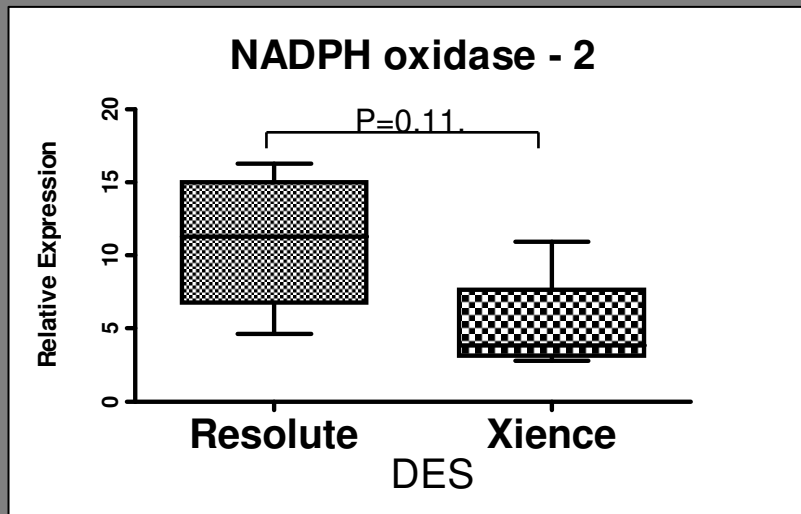 NADPH oxidase - 2
P=0.11.
Relative Expression
20
15
10
5
0
Resolute
Xience
DES